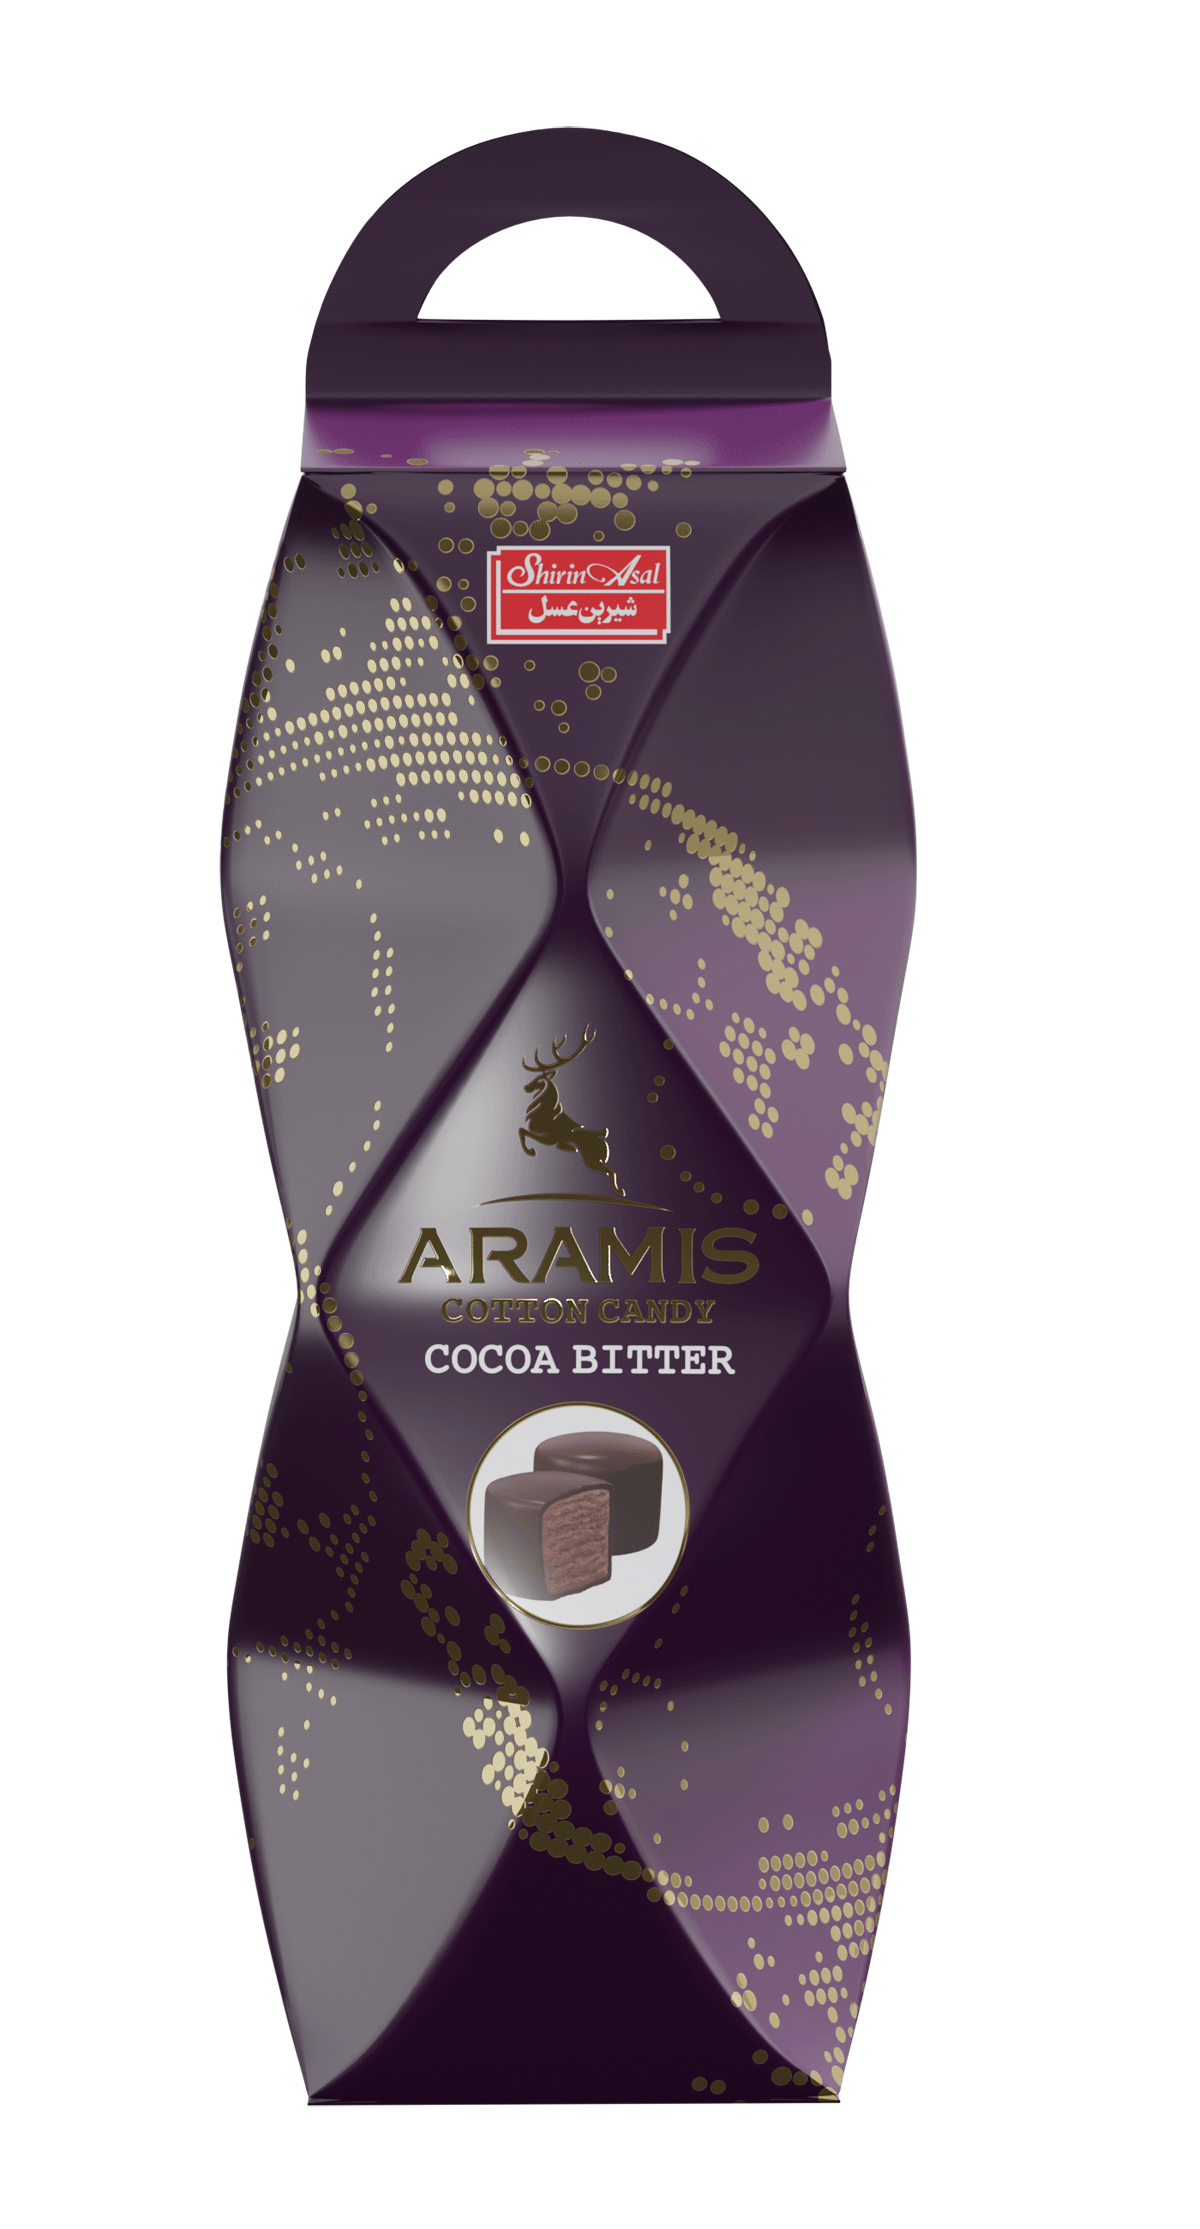 Shirin Asal
شیرین عسل
ARAMIS
COTTON CANDY
COCOA BITTER